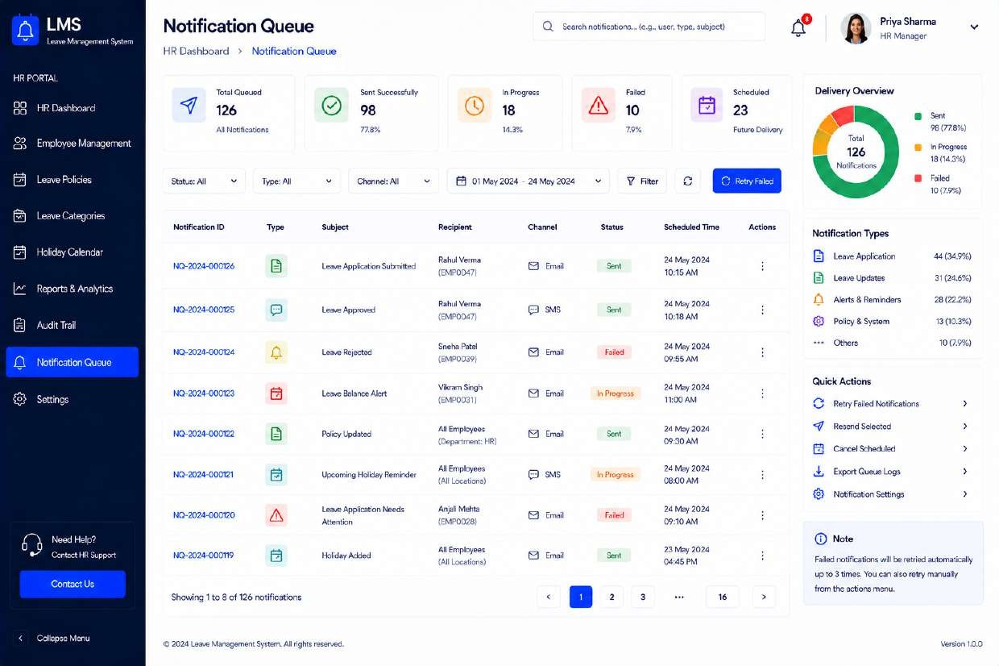 LMS
Leave Management System
HR PORTAL
HR Dashboard
Employee Management
Leave Policies
Leave Categories
Holiday Calendar
Reports & Analytics
Audit Trail
Notification Queue
Settings
Need Help?
Contact HR Support
Contact Us
Collapse Menu
Notification Queue
HR Dashboard > Notification Queue
Search notifications... (e.g., user, type, subject)
8
Priya Sharma
HR Manager
Total Queued
126
All Notifications
Sent Successfully
98
77.8%
In Progress
18
14.3%
Failed
10
7.9%
Scheduled
23
Future Delivery
Status: All
Type: All
Channel: All
01 May 2024 - 24 May 2024
Filter
Retry Failed
Notification ID Type Subject Recipient Channel Status Scheduled Time Actions
NQ-2024-000126 Leave Application Submitted Rahul Verma (EMP0047) Email Sent 24 May 2024 10:15 AM
NQ-2024-000125 Leave Approved Rahul Verma (EMP0047) SMS Sent 24 May 2024 10:18 AM
NQ-2024-000124 Leave Rejected Sneha Patel (EMP0039) Email Failed 24 May 2024 09:55 AM
NQ-2024-000123 Leave Balance Alert Vikram Singh (EMP0031) Email In Progress 24 May 2024 11:00 AM
NQ-2024-000122 Policy Updated All Employees (Department: HR) Email Sent 24 May 2024 09:30 AM
NQ-2024-000121 Upcoming Holiday Reminder All Employees (All Locations) SMS In Progress 24 May 2024 08:00 AM
NQ-2024-000120 Leave Application Needs Attention Anjali Mehta (EMP0028) Email Failed 24 May 2024 09:10 AM
NQ-2024-000119 Holiday Added All Employees (All Locations) Email Sent 23 May 2024 04:45 PM
Showing 1 to 8 of 126 notifications
< 1 2 3 ... 16 >
Delivery Overview
Total
126
Notifications
Sent
98 (77.8%)
In Progress
18 (14.3%)
Failed
10 (7.9%)
Notification Types
Leave Application 44 (34.9%)
Leave Updates 31 (24.6%)
Alerts & Reminders 28 (22.2%)
Policy & System 13 (10.3%)
Others 10 (7.9%)
Quick Actions
Retry Failed Notifications
Resend Selected
Cancel Scheduled
Export Queue Logs
Notification Settings
Note
Failed notifications will be retried automatically
up to 3 times. You can also retry manually
from the actions menu.
© 2024 Leave Management System. All rights reserved.
Version 1.0.0